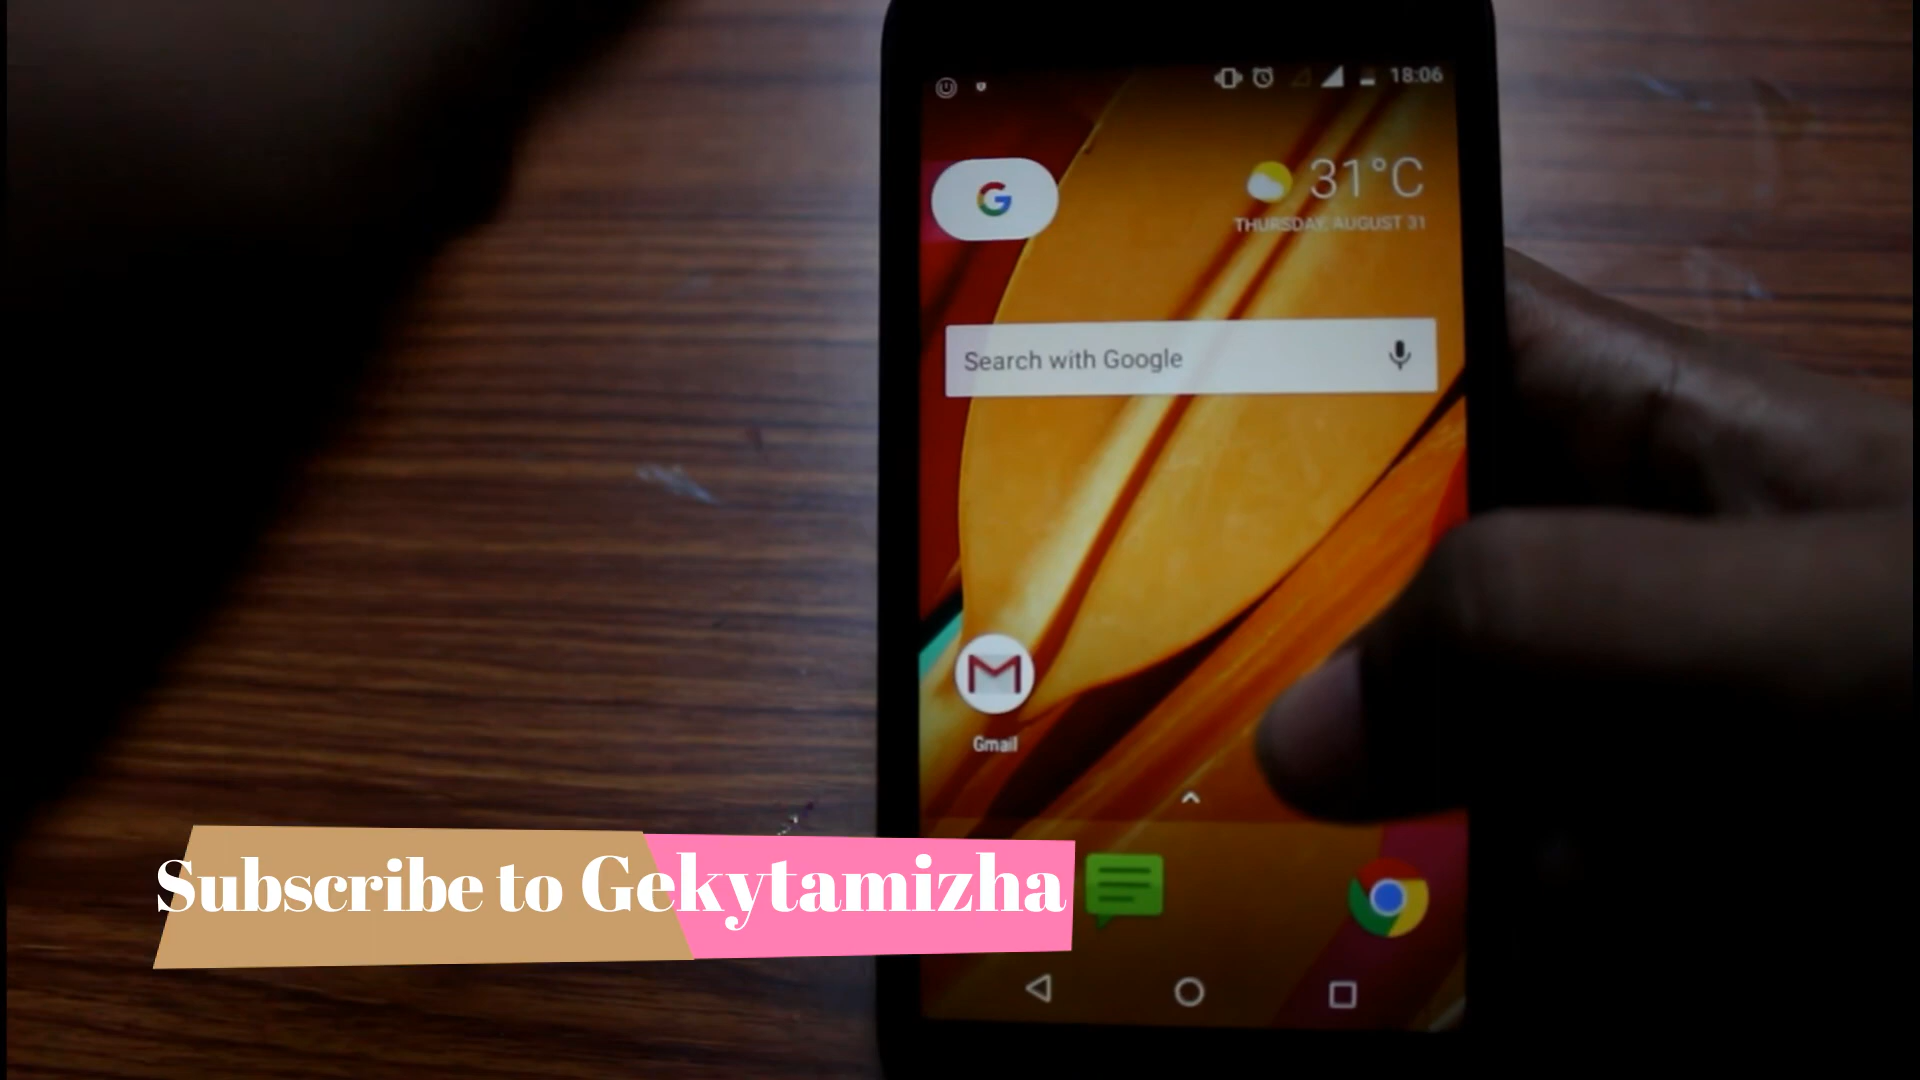 18:06
G
31°C
THURSDAY, AUGUST 31
Search with Google
Gmail
Subscribe to Gekytamizha